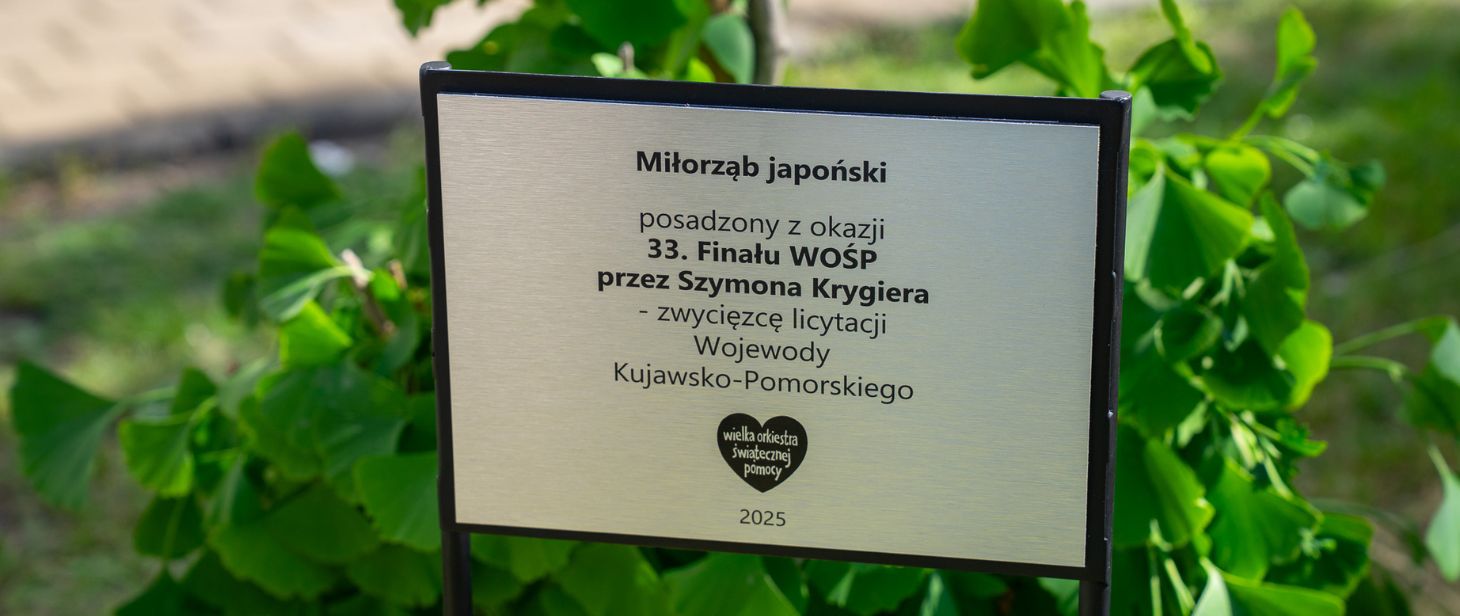 Miłorząb japoński
posadzony z okazji
33. Finału WOŚP
przez Szymona Krygiera
- zwycięzcę licytacji
Wojewody
Kujawsko-Pomorskiego
wielka orkiestra
świątecznej
pomocy
2025